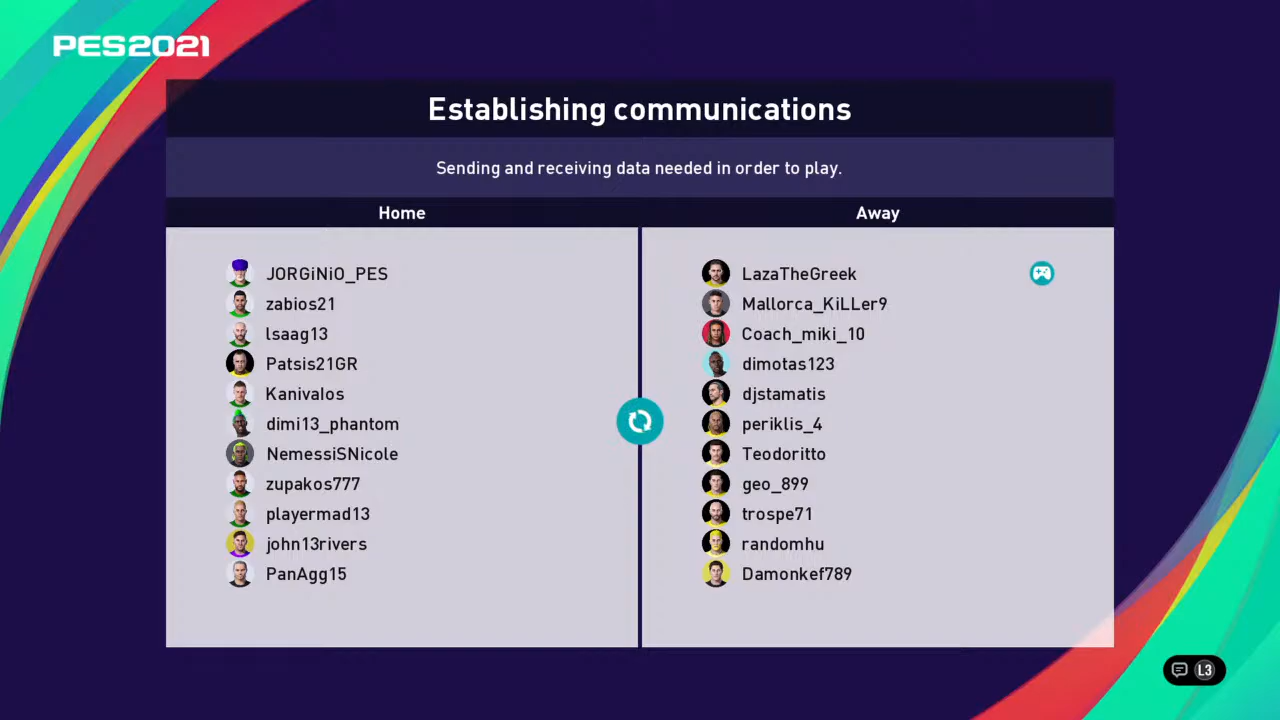 PES2021
Establishing communications
Sending and receiving data needed in order to play.
Home
Away
JORGiNiO_PES
zabios21
lsaag13
Patsis21GR
Kanivalos
dimi13_phantom
NemessiSNicole
zupakos777
playermad13
john13rivers
PanAgg15
LazaTheGreek
Mallorca_KiLLer9
Coach_miki_10
dimotas123
djstamatis
periklis_4
Teodoritto
geo_899
trospe71
randomhu
Damonkef789
L3